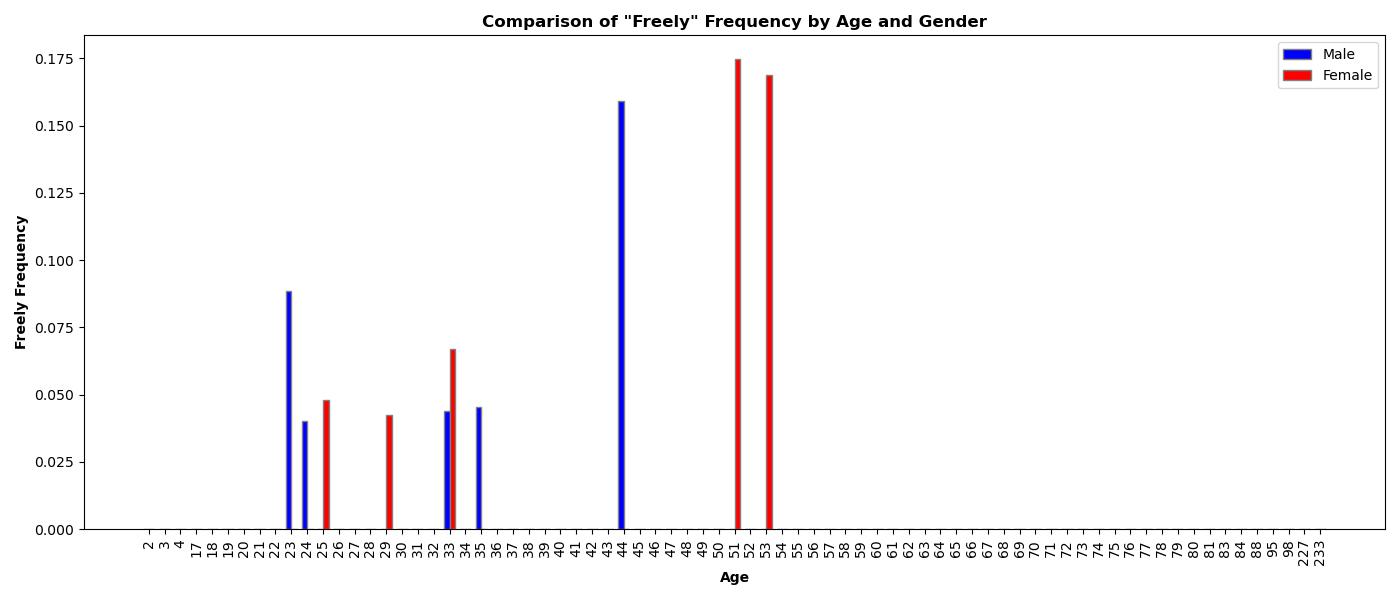 Comparison of "Freely" Frequency by Age and Gender
Male
Female
0.175
0.150
0.125
0.100
0.075
0.050
0.025
0.000
Freely Frequency
2 3 4 17 18 19 20 21 22 23 24 25 26 27 28 29 30 31 32 33 34 35 36 37 38 39 40 41 42 43 44 45 46 47 48 49 50 51 52 53 54 55 56 57 58 59 60 61 62 63 64 65 66 67 68 69 70 71 72 73 74 75 76 77 78 79 80 81 83 84 88 95 98 227 233
Age